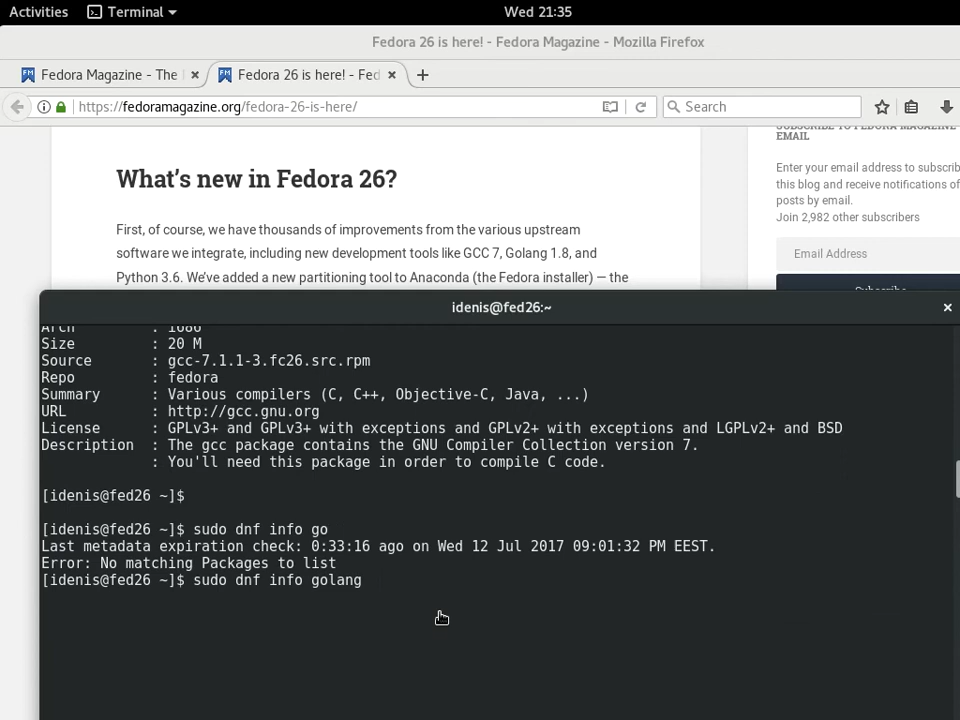 Activities Terminal Wed 21:35
Fedora 26 is here! - Fedora Magazine - Mozilla Firefox
Fedora Magazine - The Fedora 26 is here! - Fed
https://fedoramagazine.org/fedora-26-is-here/ Search
SUBSCRIBE TO FEDORA MAGAZINE
EMAIL
What's new in Fedora 26?
Enter your email address to subscrib
this blog and receive notifications of
posts by email.
Join 2,982 other subscribers
First, of course, we have thousands of improvements from the various upstream
software we integrate, including new development tools like GCC 7, Golang 1.8, and
Python 3.6. We've added a new partitioning tool to Anaconda (the Fedora installer) — the
Email Address
Subscribe
idenis@fed26:~
Arch : i686
Size : 20 M
Source : gcc-7.1.1-3.fc26.src.rpm
Repo : fedora
Summary : Various compilers (C, C++, Objective-C, Java, ...)
URL : http://gcc.gnu.org
License : GPLv3+ and GPLv3+ with exceptions and GPLv2+ with exceptions and LGPLv2+ and BSD
Description : The gcc package contains the GNU Compiler Collection version 7.
: You'll need this package in order to compile C code.
[idenis@fed26 ~]$
[idenis@fed26 ~]$ sudo dnf info go
Last metadata expiration check: 0:33:16 ago on Wed 12 Jul 2017 09:01:32 PM EEST.
Error: No matching Packages to list
[idenis@fed26 ~]$ sudo dnf info golang